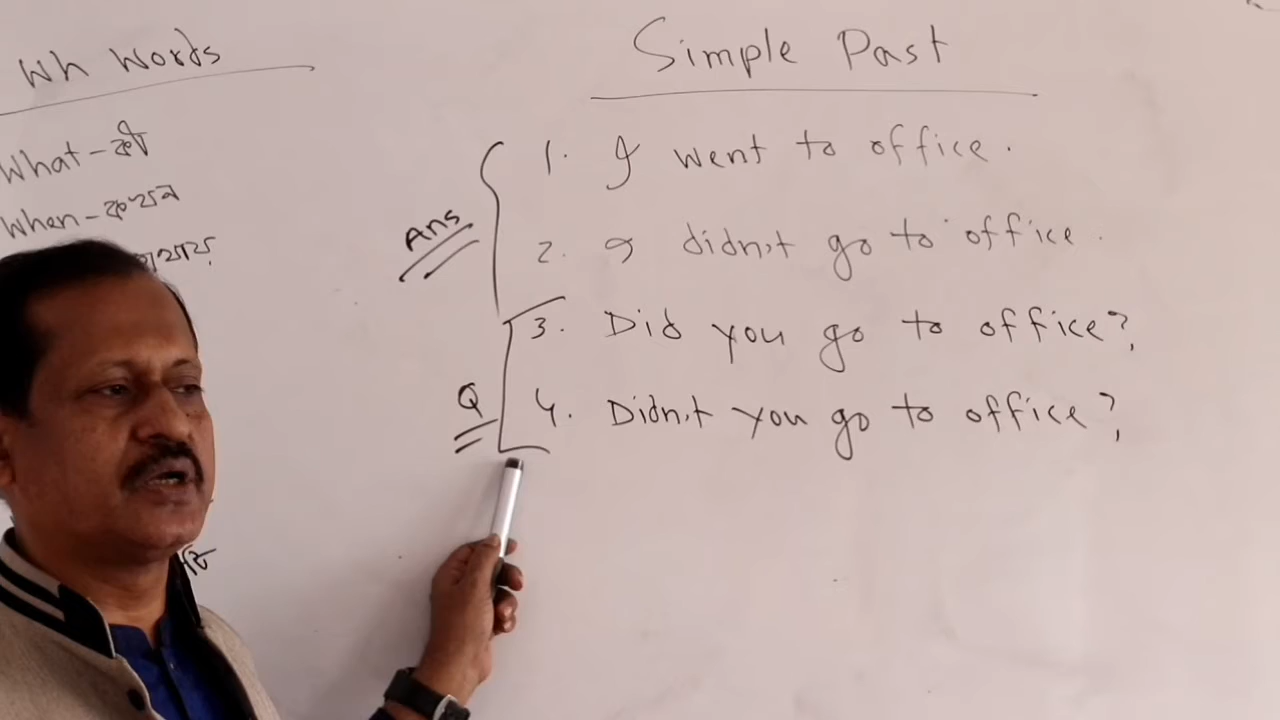 Wh Words
What - কী
When - কখন
Simple Past
Ans
1. I went to office.
2. I didn't go to office.
3. Did you go to office?
Q
4. Didn't you go to office?